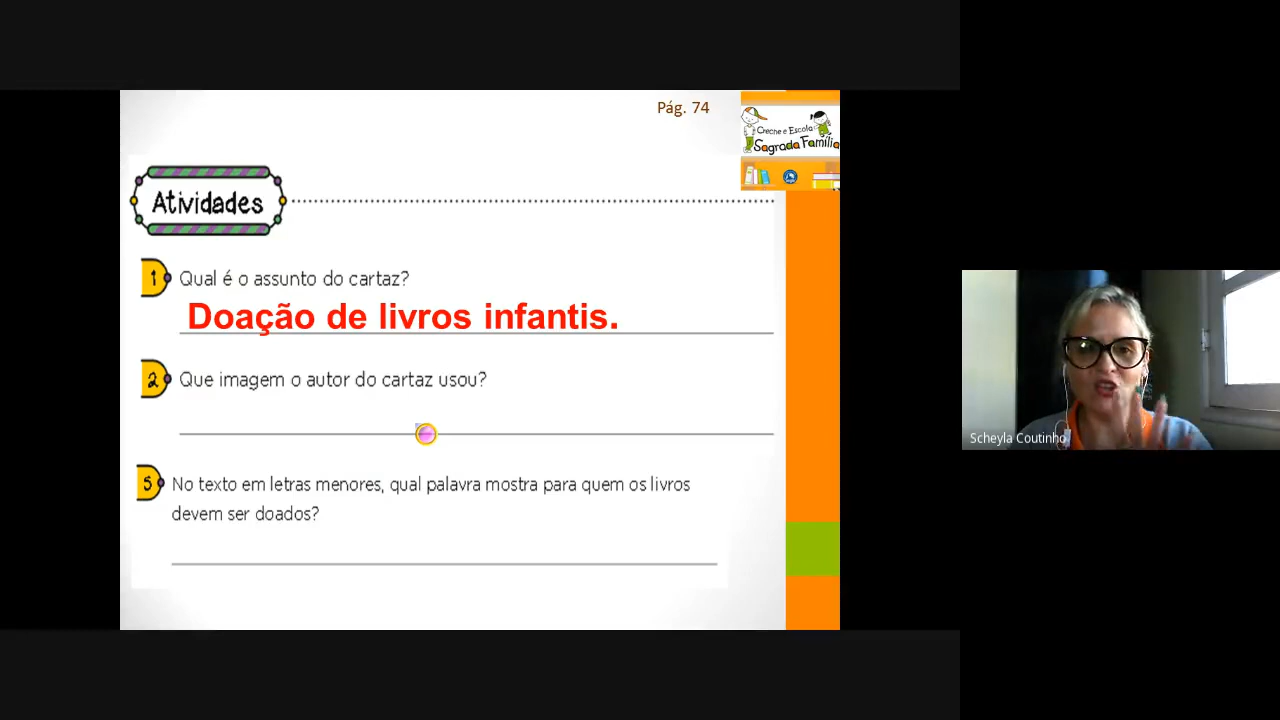 Pág. 74
Creche e Escola
Sagrada Família
Atividades
1 Qual é o assunto do cartaz?
Doação de livros infantis.
2 Que imagem o autor do cartaz usou?
5 No texto em letras menores, qual palavra mostra para quem os livros
devem ser doados?
Scheyla Coutinho